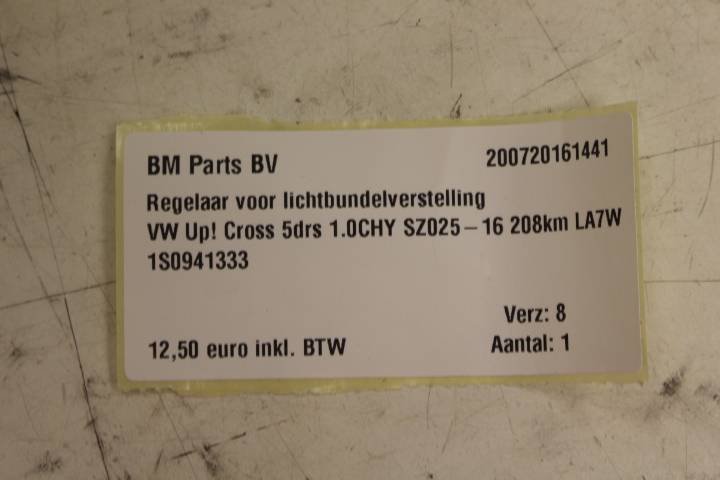 BM Parts BV 200720161441
Regelaar voor lichtbundelverstelling
VW Up! Cross 5drs 1.0CHY SZ025-16 208km LA7W
1S0941333
Verz: 8
12,50 euro inkl. BTW Aantal: 1